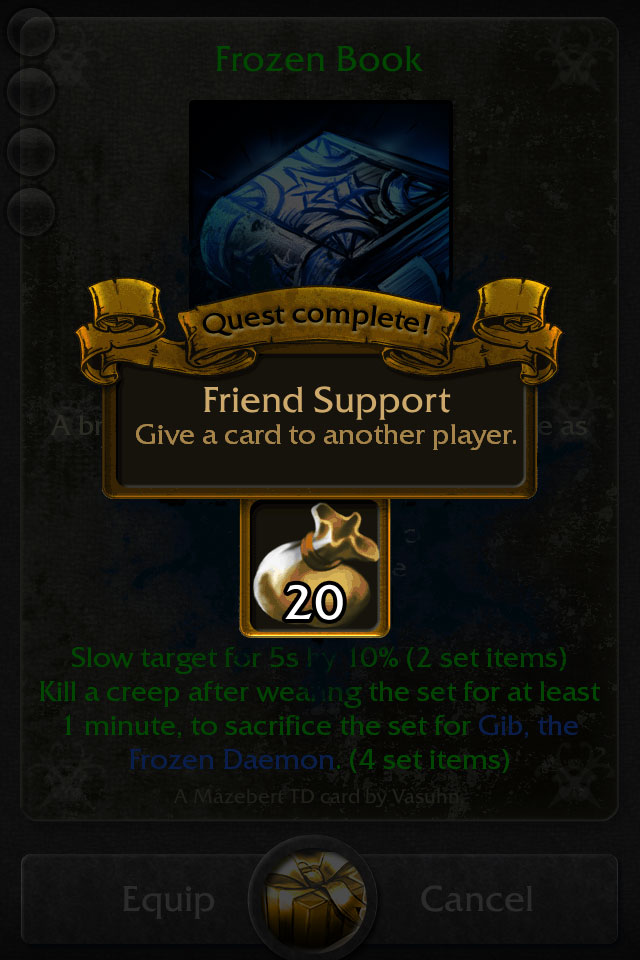 Frozen Book
Quest complete!
Friend Support
Give a card to another player.
A br e as
e
20
Slow target for 5s by 10% (2 set items)
Kill a creep after wearing the set for at least
1 minute, to sacrifice the set for Gib, the
Frozen Daemon. (4 set items)
A Mazebert TD card by Vasuhn
Equip
Cancel